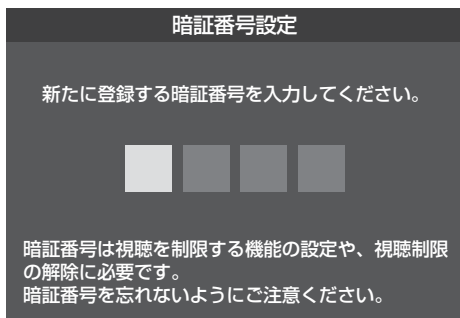 暗証番号設定
新たに登録する暗証番号を入力してください。
暗証番号は視聴を制限する機能の設定や、視聴制限
の解除に必要です。
暗証番号を忘れないようにご注意ください。